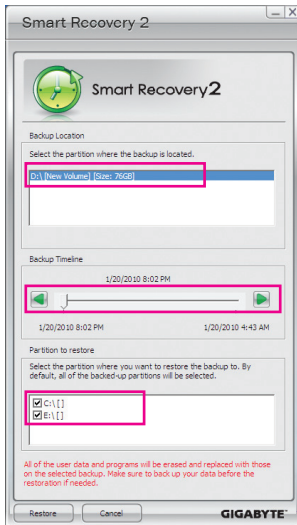 Smart Recovery 2
Smart Recovery2
Backup Location
Select the partition where the backup is located.
D:\ [New Volume] [Size: 76GB]
Backup Timeline
1/20/2010 8:02 PM
1/20/2010 8:02 PM 1/20/2010 4:43 AM
Partition to restore
Select the partition where you want to restore the backup to. By
default, all of the backed-up partitions will be selected.
C:\ [ ]
E:\ [ ]
All of the user data and programs will be erased and replaced with those
on the selected backup. Make sure to back up your data before the
restoration if needed.
Restore Cancel GIGABYTE™